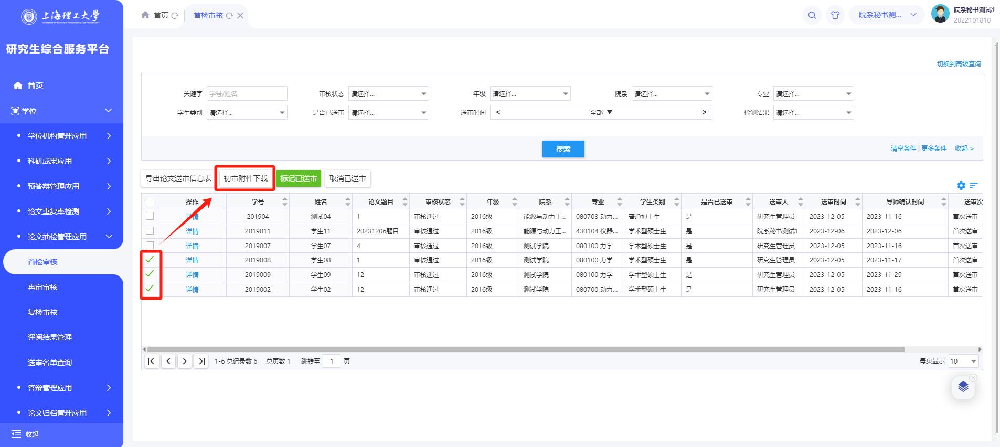 上海理工大學
UNIVERSITY OF SHANGHAI FOR SCIENCE AND TECHNOLOGY
研究生综合服务平台
首页
学位
学位机构管理应用
科研成果应用
预答辩管理应用
论文重复率检测
论文抽检管理应用
首检审核
再审审核
复检审核
评阅结果管理
送审名单查询
答辩管理应用
论文归档管理应用
收起
首页 首检审核
院系秘书测... 院系秘书测试1
2022101810
切换到高级查询
关键字 学号/姓名 审核状态 请选择... 年级 请选择... 院系 请选择... 专业 请选择...
学生类别 请选择... 是否已送审 请选择... 送审时间 < 全部 ▼ > 检测结果 请选择...
搜索 清空条件 | 更多条件 收起 >
导出论文送审信息表 初审附件下载 标记已送审 取消已送审
操作 学号 姓名 论文题目 审核状态 年级 院系 专业 学生类别 是否已送审 送审人 送审时间 导师确认时间 送审次
详情 201904 测试04 1 审核通过 2016级 能源与动力工... 080703 动力... 普通博士生 是 研究生管理员 2023-12-05 2023-11-16 首次送审
详情 2019011 学生11 20231206题目 审核通过 2016级 能源与动力工... 430104 仪器... 学术型硕士生 是 院系秘书测试1 2023-12-06 2023-12-06 首次送审
详情 2019007 学生07 4 审核通过 2016级 测试学院 080100 力学 学术型硕士生 是 研究生管理员 2023-12-05 2023-11-16 首次送审
详情 2019008 学生08 1 审核通过 2016级 测试学院 080100 力学 学术型硕士生 是 研究生管理员 2023-12-05 2023-11-17 首次送审
详情 2019009 学生09 12 审核通过 2016级 测试学院 080100 力学 学术型硕士生 是 研究生管理员 2023-12-05 2023-11-29 首次送审
详情 2019002 学生02 12 审核通过 2016级 测试学院 080700 动力... 学术型硕士生 是 研究生管理员 2023-12-05 2023-11-16 首次送审
1-6 总记录数 6 总页数 1 跳转至 1 页 每页显示 10